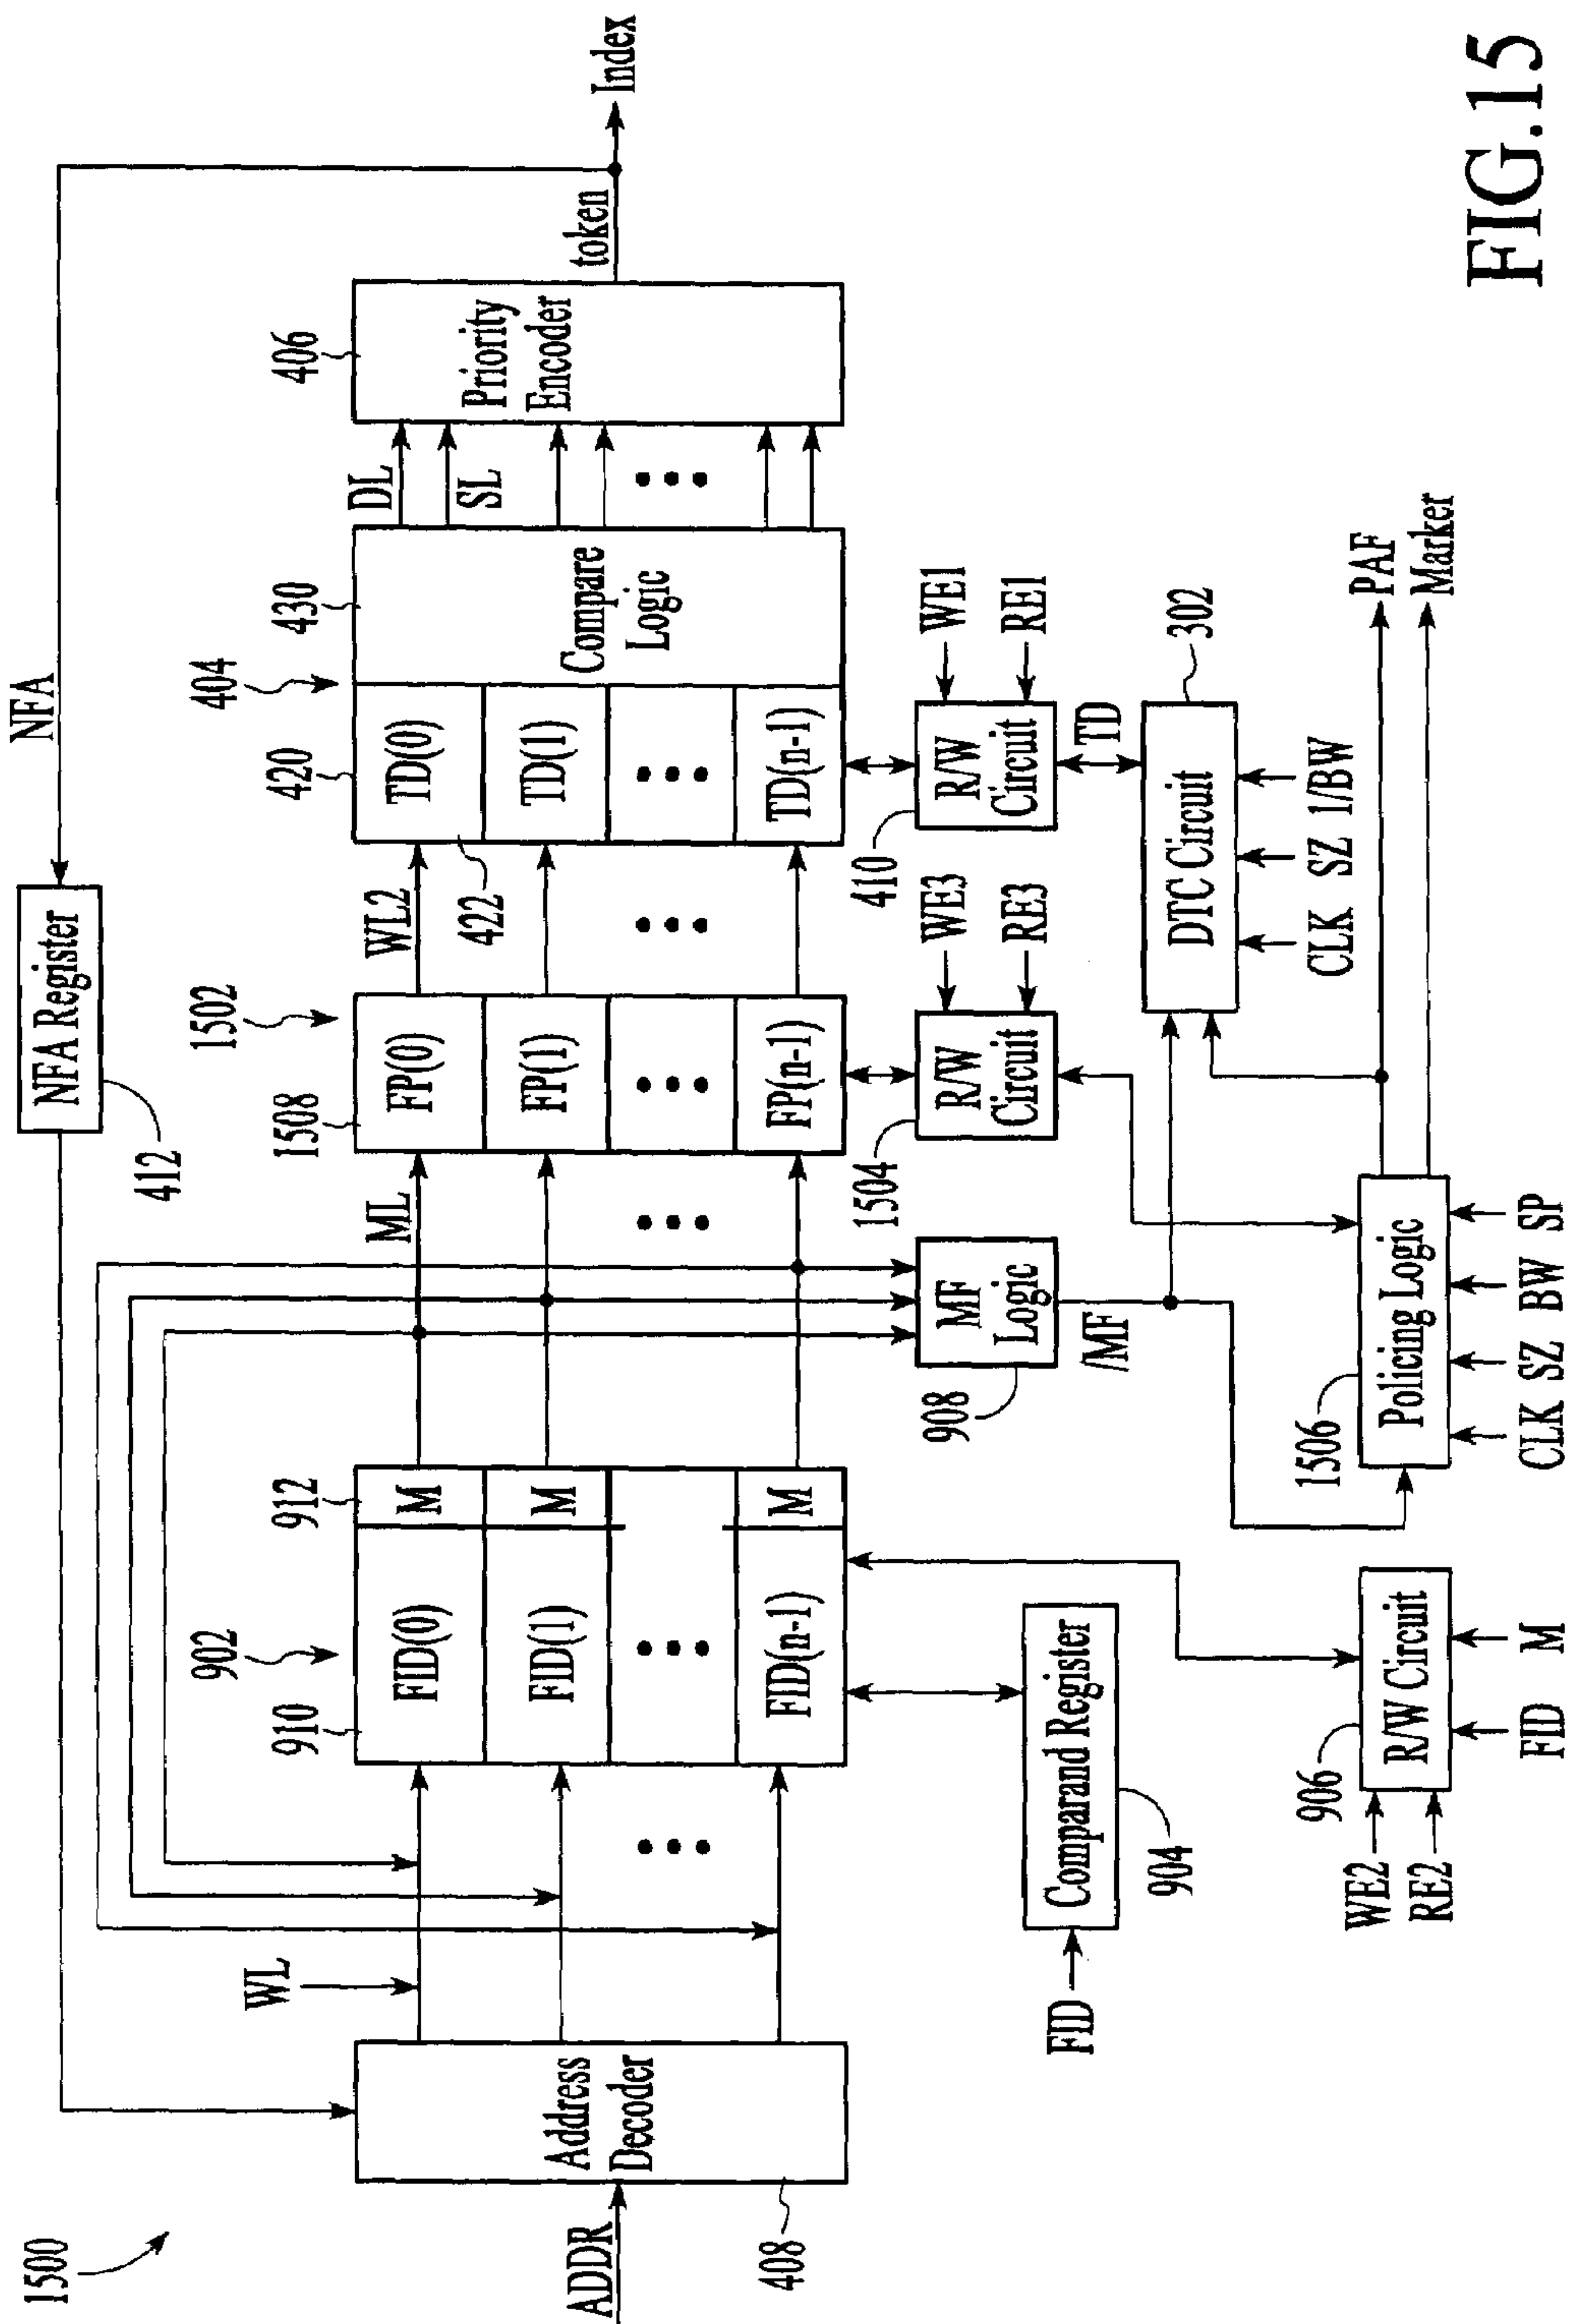 1500
NFA
NFA Register
412
ADDR
Address
Decoder
408
WL
902
910
912
FID(0)
M
FID(1)
M
FID(n-1)
M
ML
1502
1508
FP(0)
FP(1)
FP(n-1)
WL2
422
404
420
430
TD(0)
TD(1)
TD(n-1)
Compare
Logic
DL
SL
406
Priority
Encoder
token
Index
FID
Comparand Register
904
WE2
RE2
906
R/W Circuit
FID M
908
MF
Logic
/MF
1504
R/W
Circuit
WE3
RE3
410
R/W
Circuit
WE1
RE1
TD
DTC Circuit
302
CLK SZ 1/BW
1506
Policing Logic
CLK SZ BW SP
PAF
Marker
FIG.15